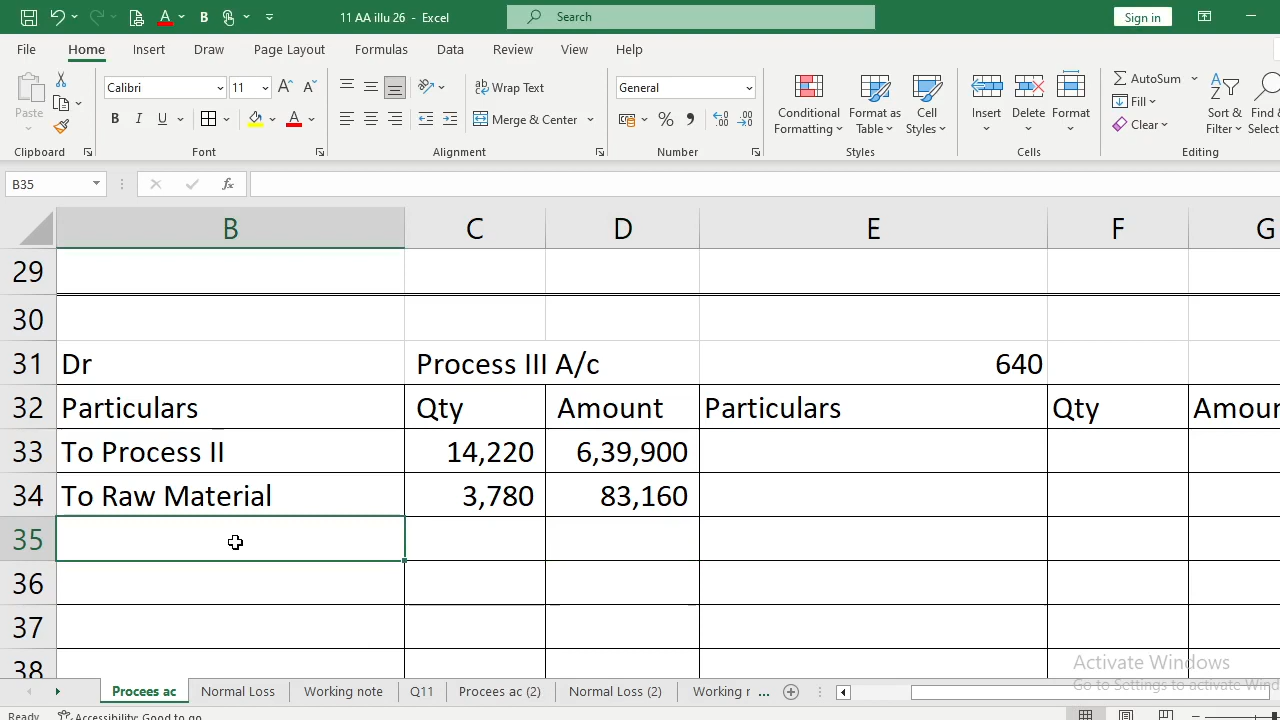 11 AA illu 26 - Excel
Search
Sign in
File Home Insert Draw Page Layout Formulas Data Review View Help
Paste
Calibri 11
Wrap Text
General
Merge & Center
Conditional Formatting
Format as Table
Cell Styles
Insert
Delete
Format
AutoSum
Fill
Clear
Sort & Filter
Find &
Select
Clipboard Font Alignment Number Styles Cells Editing
B35
fx
B C D E F G
29
30
31 Dr Process III A/c 640
32 Particulars Qty Amount Particulars Qty Amoun
33 To Process II 14,220 6,39,900
34 To Raw Material 3,780 83,160
35
36
37
38
Activate Windows
Go to Settings to activate Wind
Procees ac Normal Loss Working note Q11 Procees ac (2) Normal Loss (2) Working r ...
Ready Accessibility: Good to go